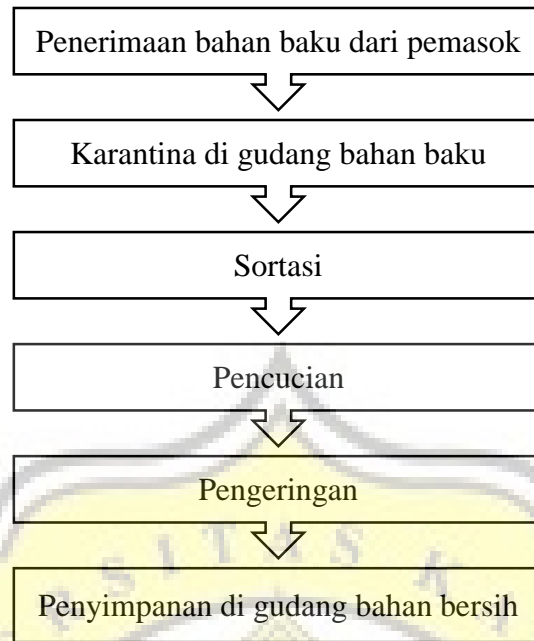 Penerimaan bahan baku dari pemasok
Karantina di gudang bahan baku
Sortasi
Pencucian
Pengeringan
S I T A S K
Penyimpanan di gudang bahan bersih